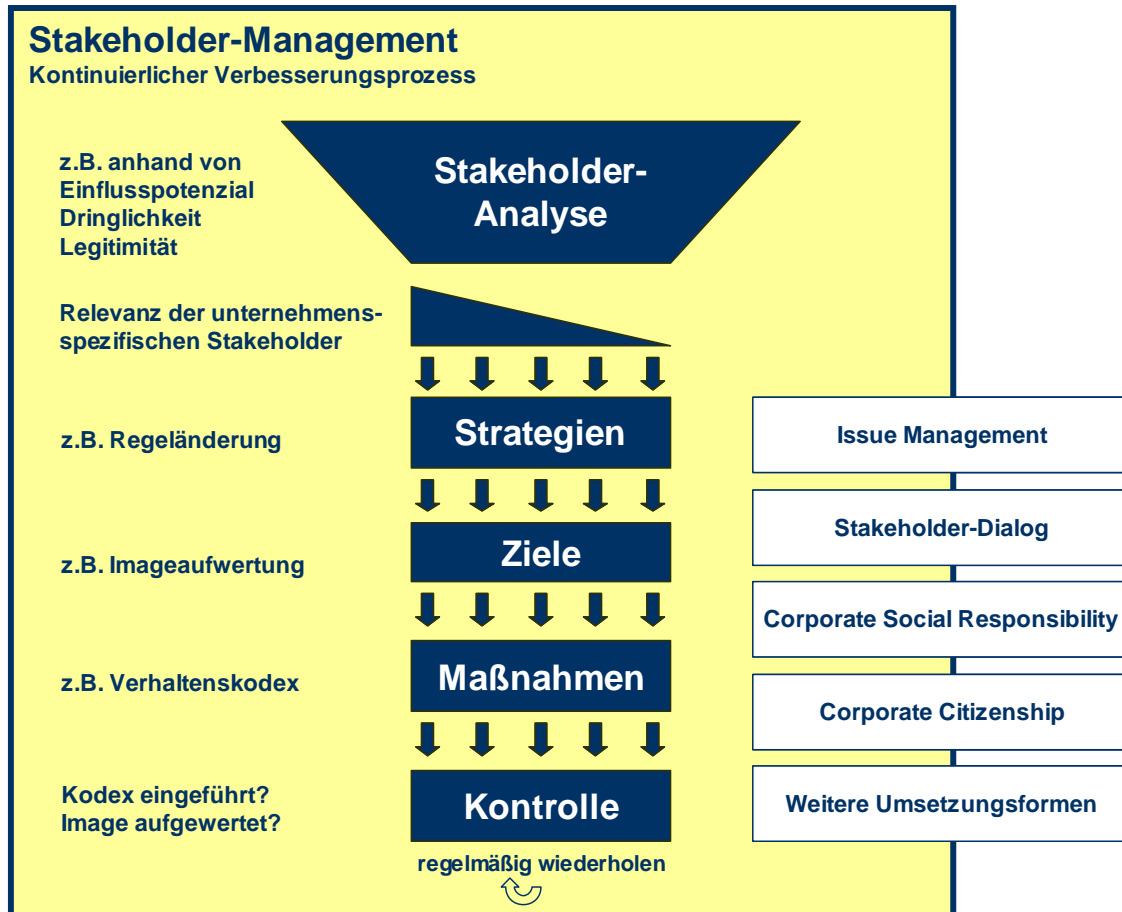 Stakeholder-Management
Kontinuierlicher Verbesserungsprozess
z.B. anhand von
Einflusspotenzial
Dringlichkeit
Legitimität
Stakeholder-
Analyse
Relevanz der unternehmens-
spezifischen Stakeholder
z.B. Regeländerung
Strategien
Issue Management
Stakeholder-Dialog
z.B. Imageaufwertung
Ziele
Corporate Social Responsibility
z.B. Verhaltenskodex
Maßnahmen
Corporate Citizenship
Kodex eingeführt?
Image aufgewertet?
Kontrolle
Weitere Umsetzungsformen
regelmäßig wiederholen